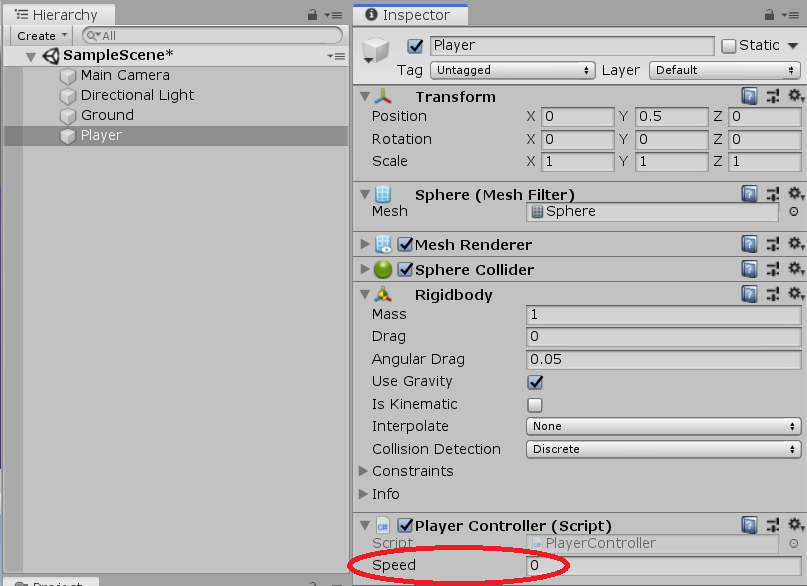 Hierarchy
Create
All
SampleScene*
Main Camera
Directional Light
Ground
Player
Inspector
Player
Static
Tag Untagged Layer Default
Transform
Position X 0 Y 0.5 Z 0
Rotation X 0 Y 0 Z 0
Scale X 1 Y 1 Z 1
Sphere (Mesh Filter)
Mesh Sphere
Mesh Renderer
Sphere Collider
Rigidbody
Mass 1
Drag 0
Angular Drag 0.05
Use Gravity
Is Kinematic
Interpolate None
Collision Detection Discrete
Constraints
Info
Player Controller (Script)
Script PlayerController
Speed 0
Project